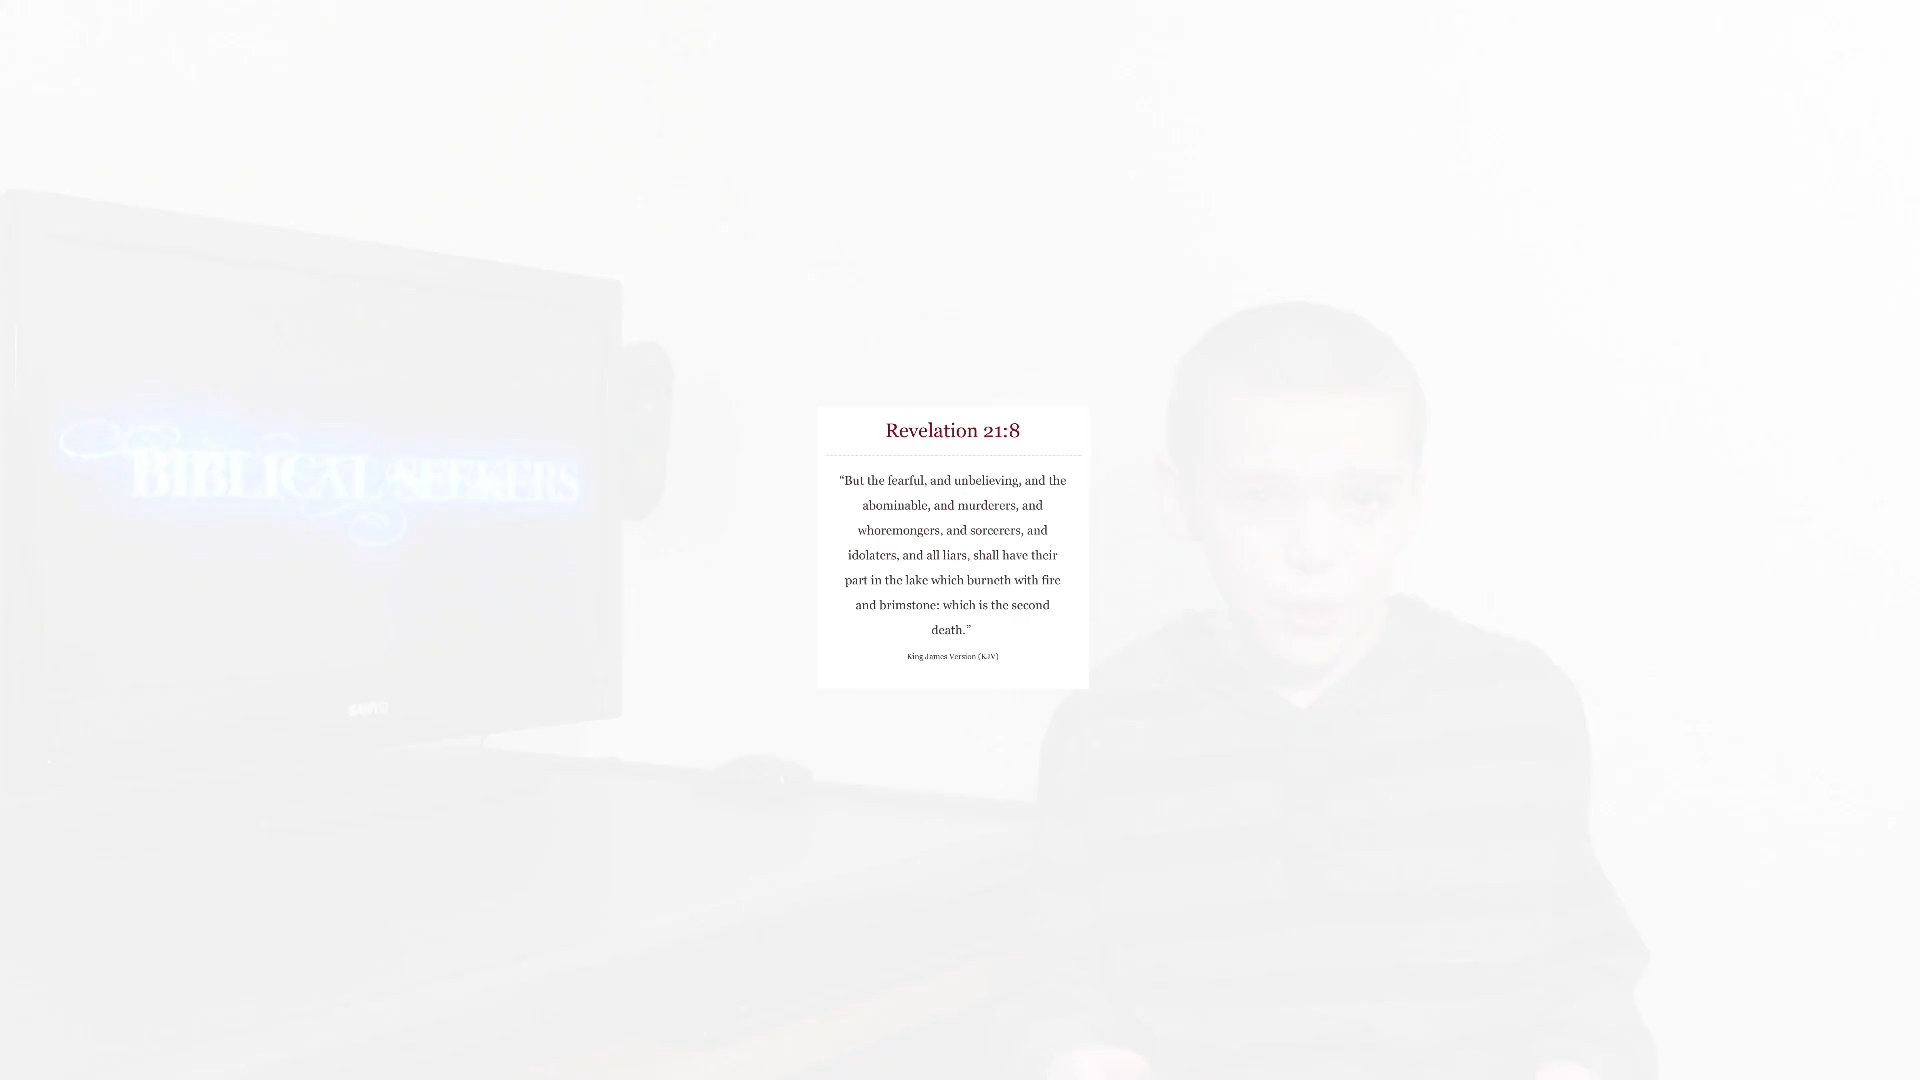 BIBLICAL SEEKERS
SANYO
Revelation 21:8
“But the fearful, and unbelieving, and the
abominable, and murderers, and
whoremongers, and sorcerers, and
idolaters, and all liars, shall have their
part in the lake which burneth with fire
and brimstone: which is the second
death.”
King James Version (KJV)